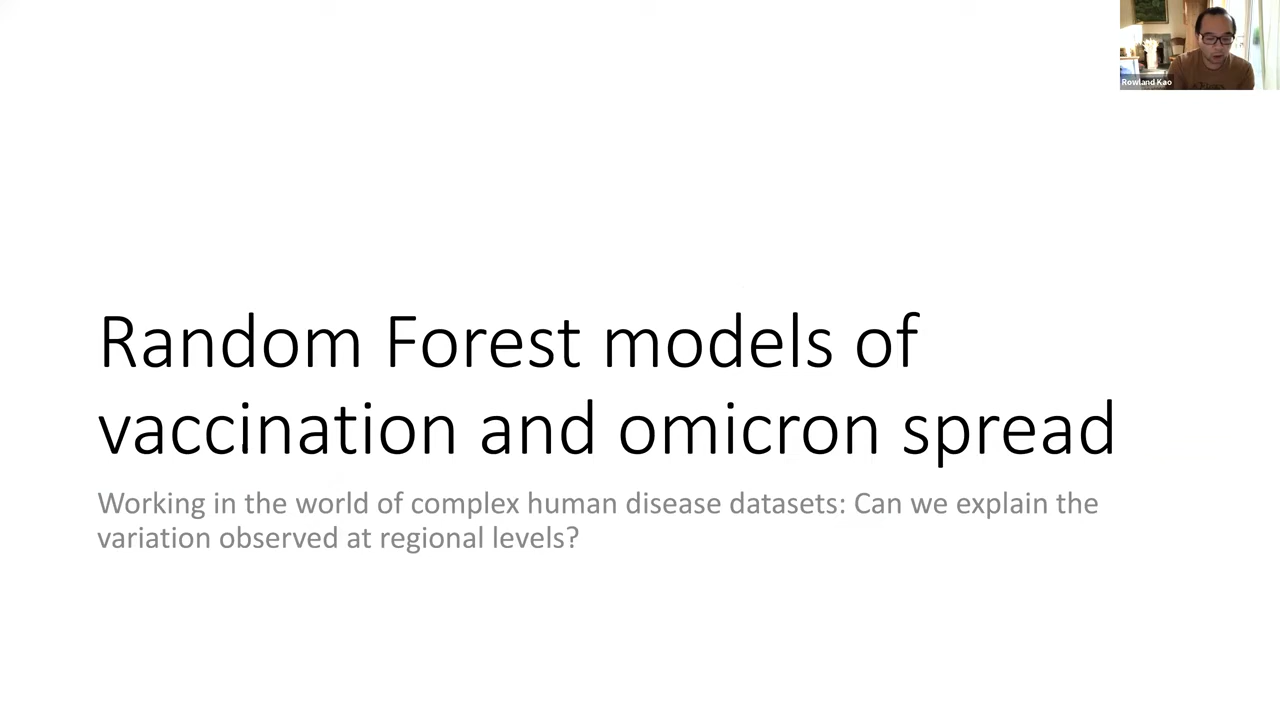 Rowland Kao
Random Forest models of
vaccination and omicron spread
Working in the world of complex human disease datasets: Can we explain the
variation observed at regional levels?